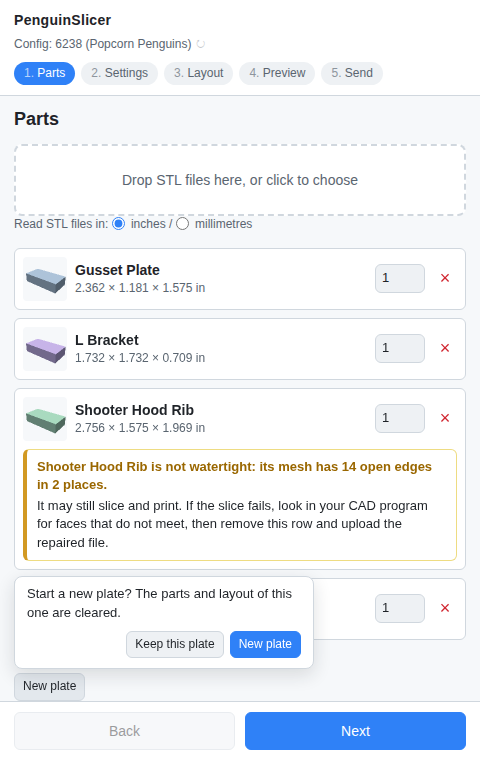 PenguinSlicer
Config: 6238 (Popcorn Penguins)
1. Parts
2. Settings
3. Layout
4. Preview
5. Send
Parts
Drop STL files here, or click to choose
Read STL files in: inches / millimetres
Gusset Plate
2.362 × 1.181 × 1.575 in
1
×
L Bracket
1.732 × 1.732 × 0.709 in
1
×
Shooter Hood Rib
2.756 × 1.575 × 1.969 in
1
×
Shooter Hood Rib is not watertight: its mesh has 14 open edges
in 2 places.
It may still slice and print. If the slice fails, look in your CAD program
for faces that do not meet, then remove this row and upload the
repaired file.
Start a new plate? The parts and layout of this
one are cleared.
Keep this plate
New plate
1
×
New plate
Back
Next